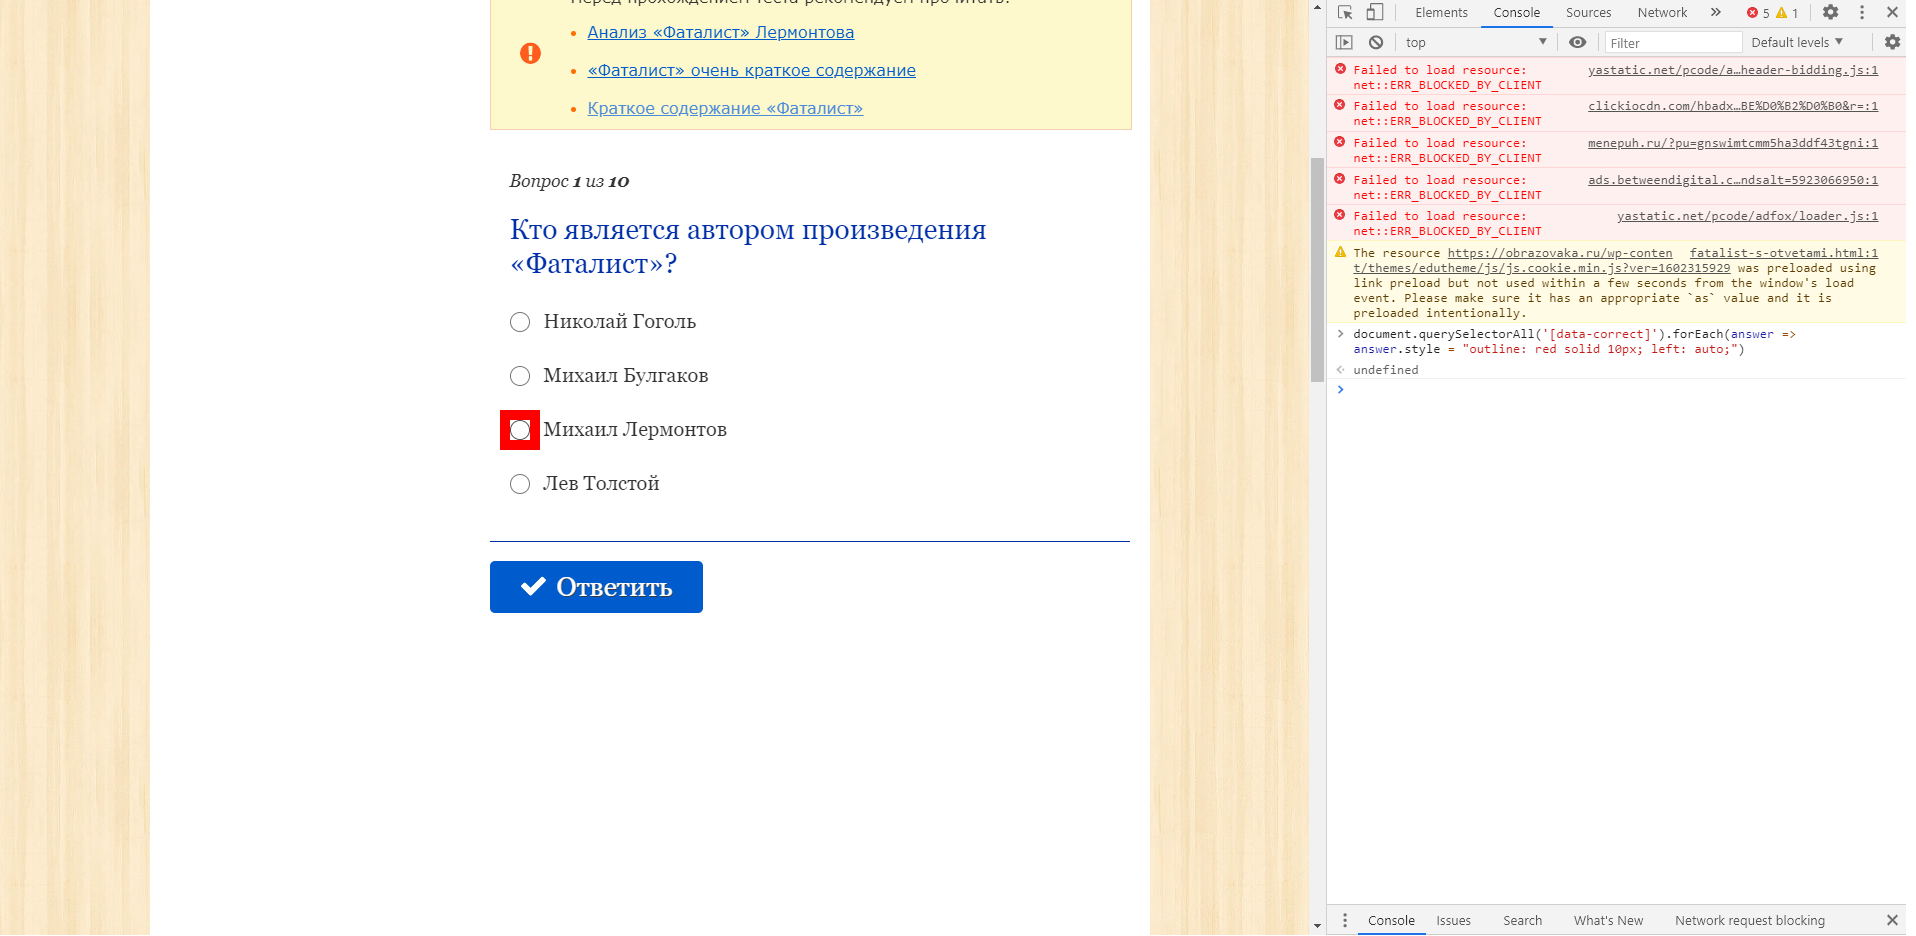 Перед прохождением теста рекомендуем прочитать:
Анализ «Фаталист» Лермонтова
«Фаталист» очень краткое содержание
Краткое содержание «Фаталист»
Вопрос 1 из 10
Кто является автором произведения
«Фаталист»?
Николай Гоголь
Михаил Булгаков
Михаил Лермонтов
Лев Толстой
Ответить
Elements Console Sources Network 5 1
top Filter Default levels
Failed to load resource: yastatic.net/pcode/a…header-bidding.js:1
net::ERR_BLOCKED_BY_CLIENT
Failed to load resource: clickiocdn.com/hbadx…BE%D0%B2%D0%B0&r=:1
net::ERR_BLOCKED_BY_CLIENT
Failed to load resource: menepuh.ru/?pu=gnswimtcmm5ha3ddf43tgni:1
net::ERR_BLOCKED_BY_CLIENT
Failed to load resource: ads.betweendigital.c…ndsalt=5923066950:1
net::ERR_BLOCKED_BY_CLIENT
Failed to load resource: yastatic.net/pcode/adfox/loader.js:1
net::ERR_BLOCKED_BY_CLIENT
The resource https://obrazovaka.ru/wp-conten fatalist-s-otvetami.html:1
t/themes/edutheme/js/js.cookie.min.js?ver=1602315929 was preloaded using
link preload but not used within a few seconds from the window's load
event. Please make sure it has an appropriate `as` value and it is
preloaded intentionally.
document.querySelectorAll('[data-correct]').forEach(answer =>
answer.style = "outline: red solid 10px; left: auto;")
undefined
Console Issues Search What's New Network request blocking